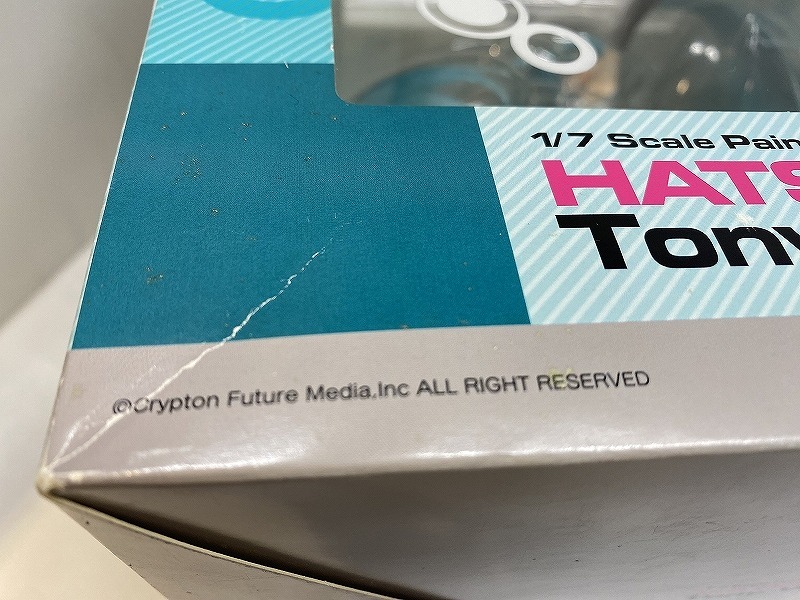 1/7 Scale Pain
HATS
Tony
©Crypton Future Media,Inc ALL RIGHT RESERVED